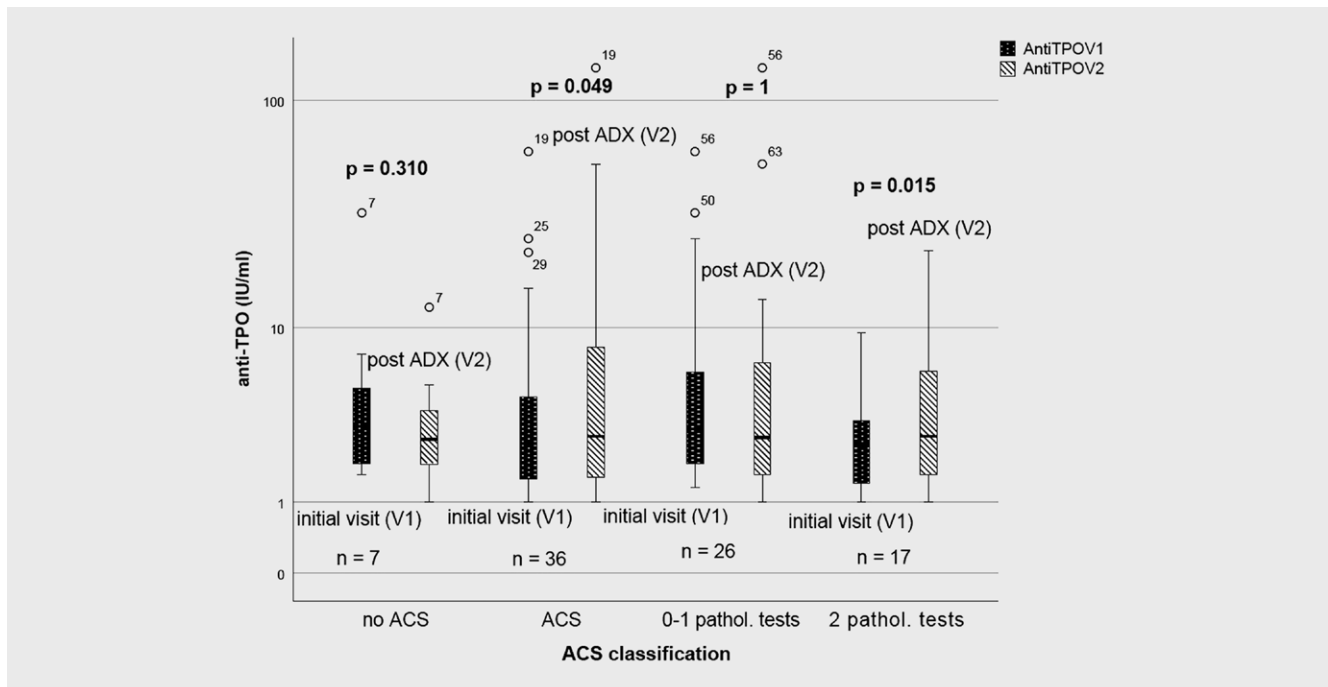 AntiTPOV1
AntiTPOV2
19
56
p = 0.049
p = 1
100
19
post ADX (V2)
56
63
p = 0.310
p = 0.015
7
50
25
29
post ADX (V2)
post ADX (V2)
anti-TPO (IU/ml)
7
10
post ADX (V2)
1
initial visit (V1)
initial visit (V1)
initial visit (V1)
initial visit (V1)
n = 7
n = 36
n = 26
n = 17
0
no ACS
ACS
0-1 pathol. tests
2 pathol. tests
ACS classification